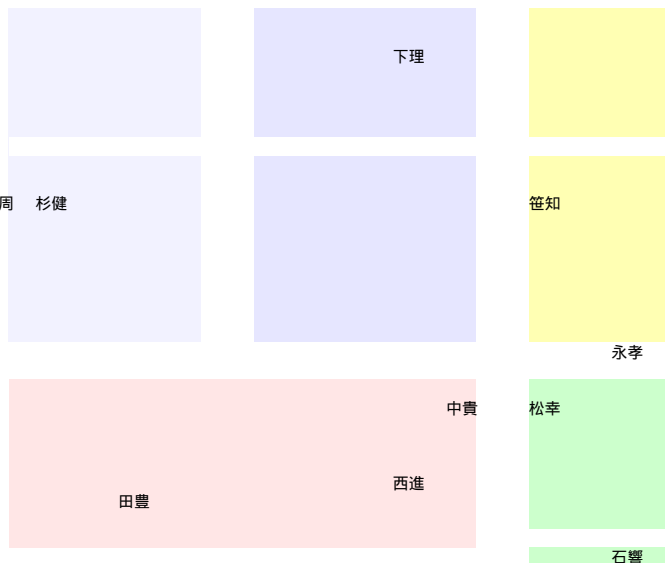 下理
周 杉健 笹知
永孝
中貴 松幸
西進
田豊
石響